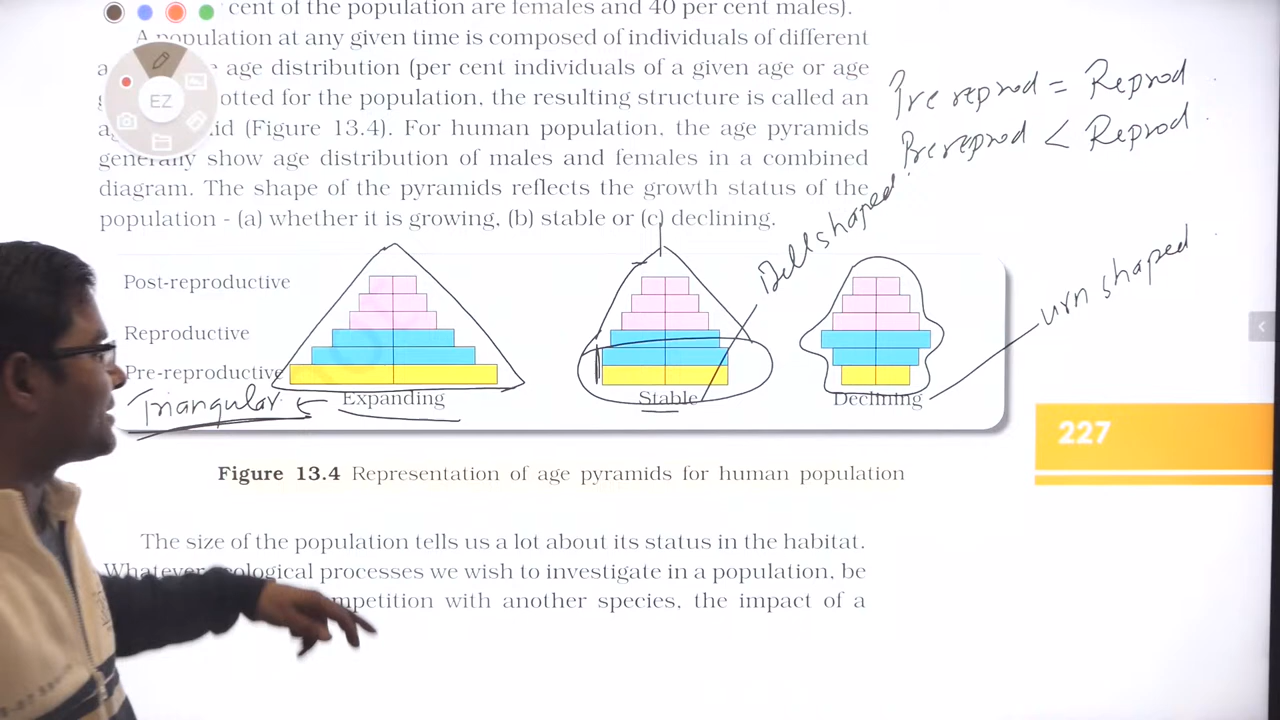 cent of the population are females and 40 per cent males).
A population at any given time is composed of individuals of different
a e age distribution (per cent individuals of a given age or age
g otted for the population, the resulting structure is called an
ag id (Figure 13.4). For human population, the age pyramids
generally show age distribution of males and females in a combined
diagram. The shape of the pyramids reflects the growth status of the
population - (a) whether it is growing, (b) stable or (c) declining.
EZ
Pre reprod = Reprod
Pre reprod < Reprod
Bell shaped
urn shaped
Post-reproductive
Reproductive
Pre-reproductive
Triangular
Expanding
Stable
Declining
227
Figure 13.4 Representation of age pyramids for human population
The size of the population tells us a lot about its status in the habitat.
Whatever ecological processes we wish to investigate in a population, be
mpetition with another species, the impact of a